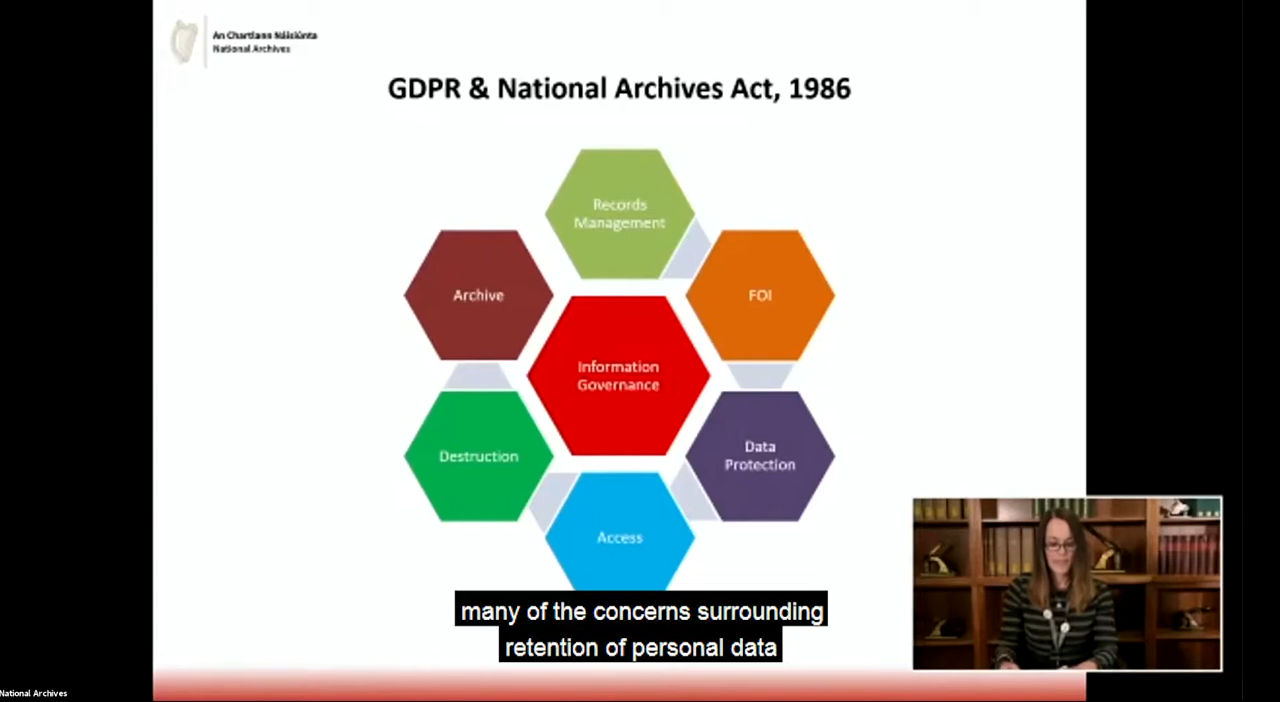 An Chartlann Náisiúnta
National Archives
GDPR & National Archives Act, 1986
Records
Management
Archive
FOI
Information
Governance
Destruction
Data
Protection
Access
many of the concerns surrounding
retention of personal data
National Archives